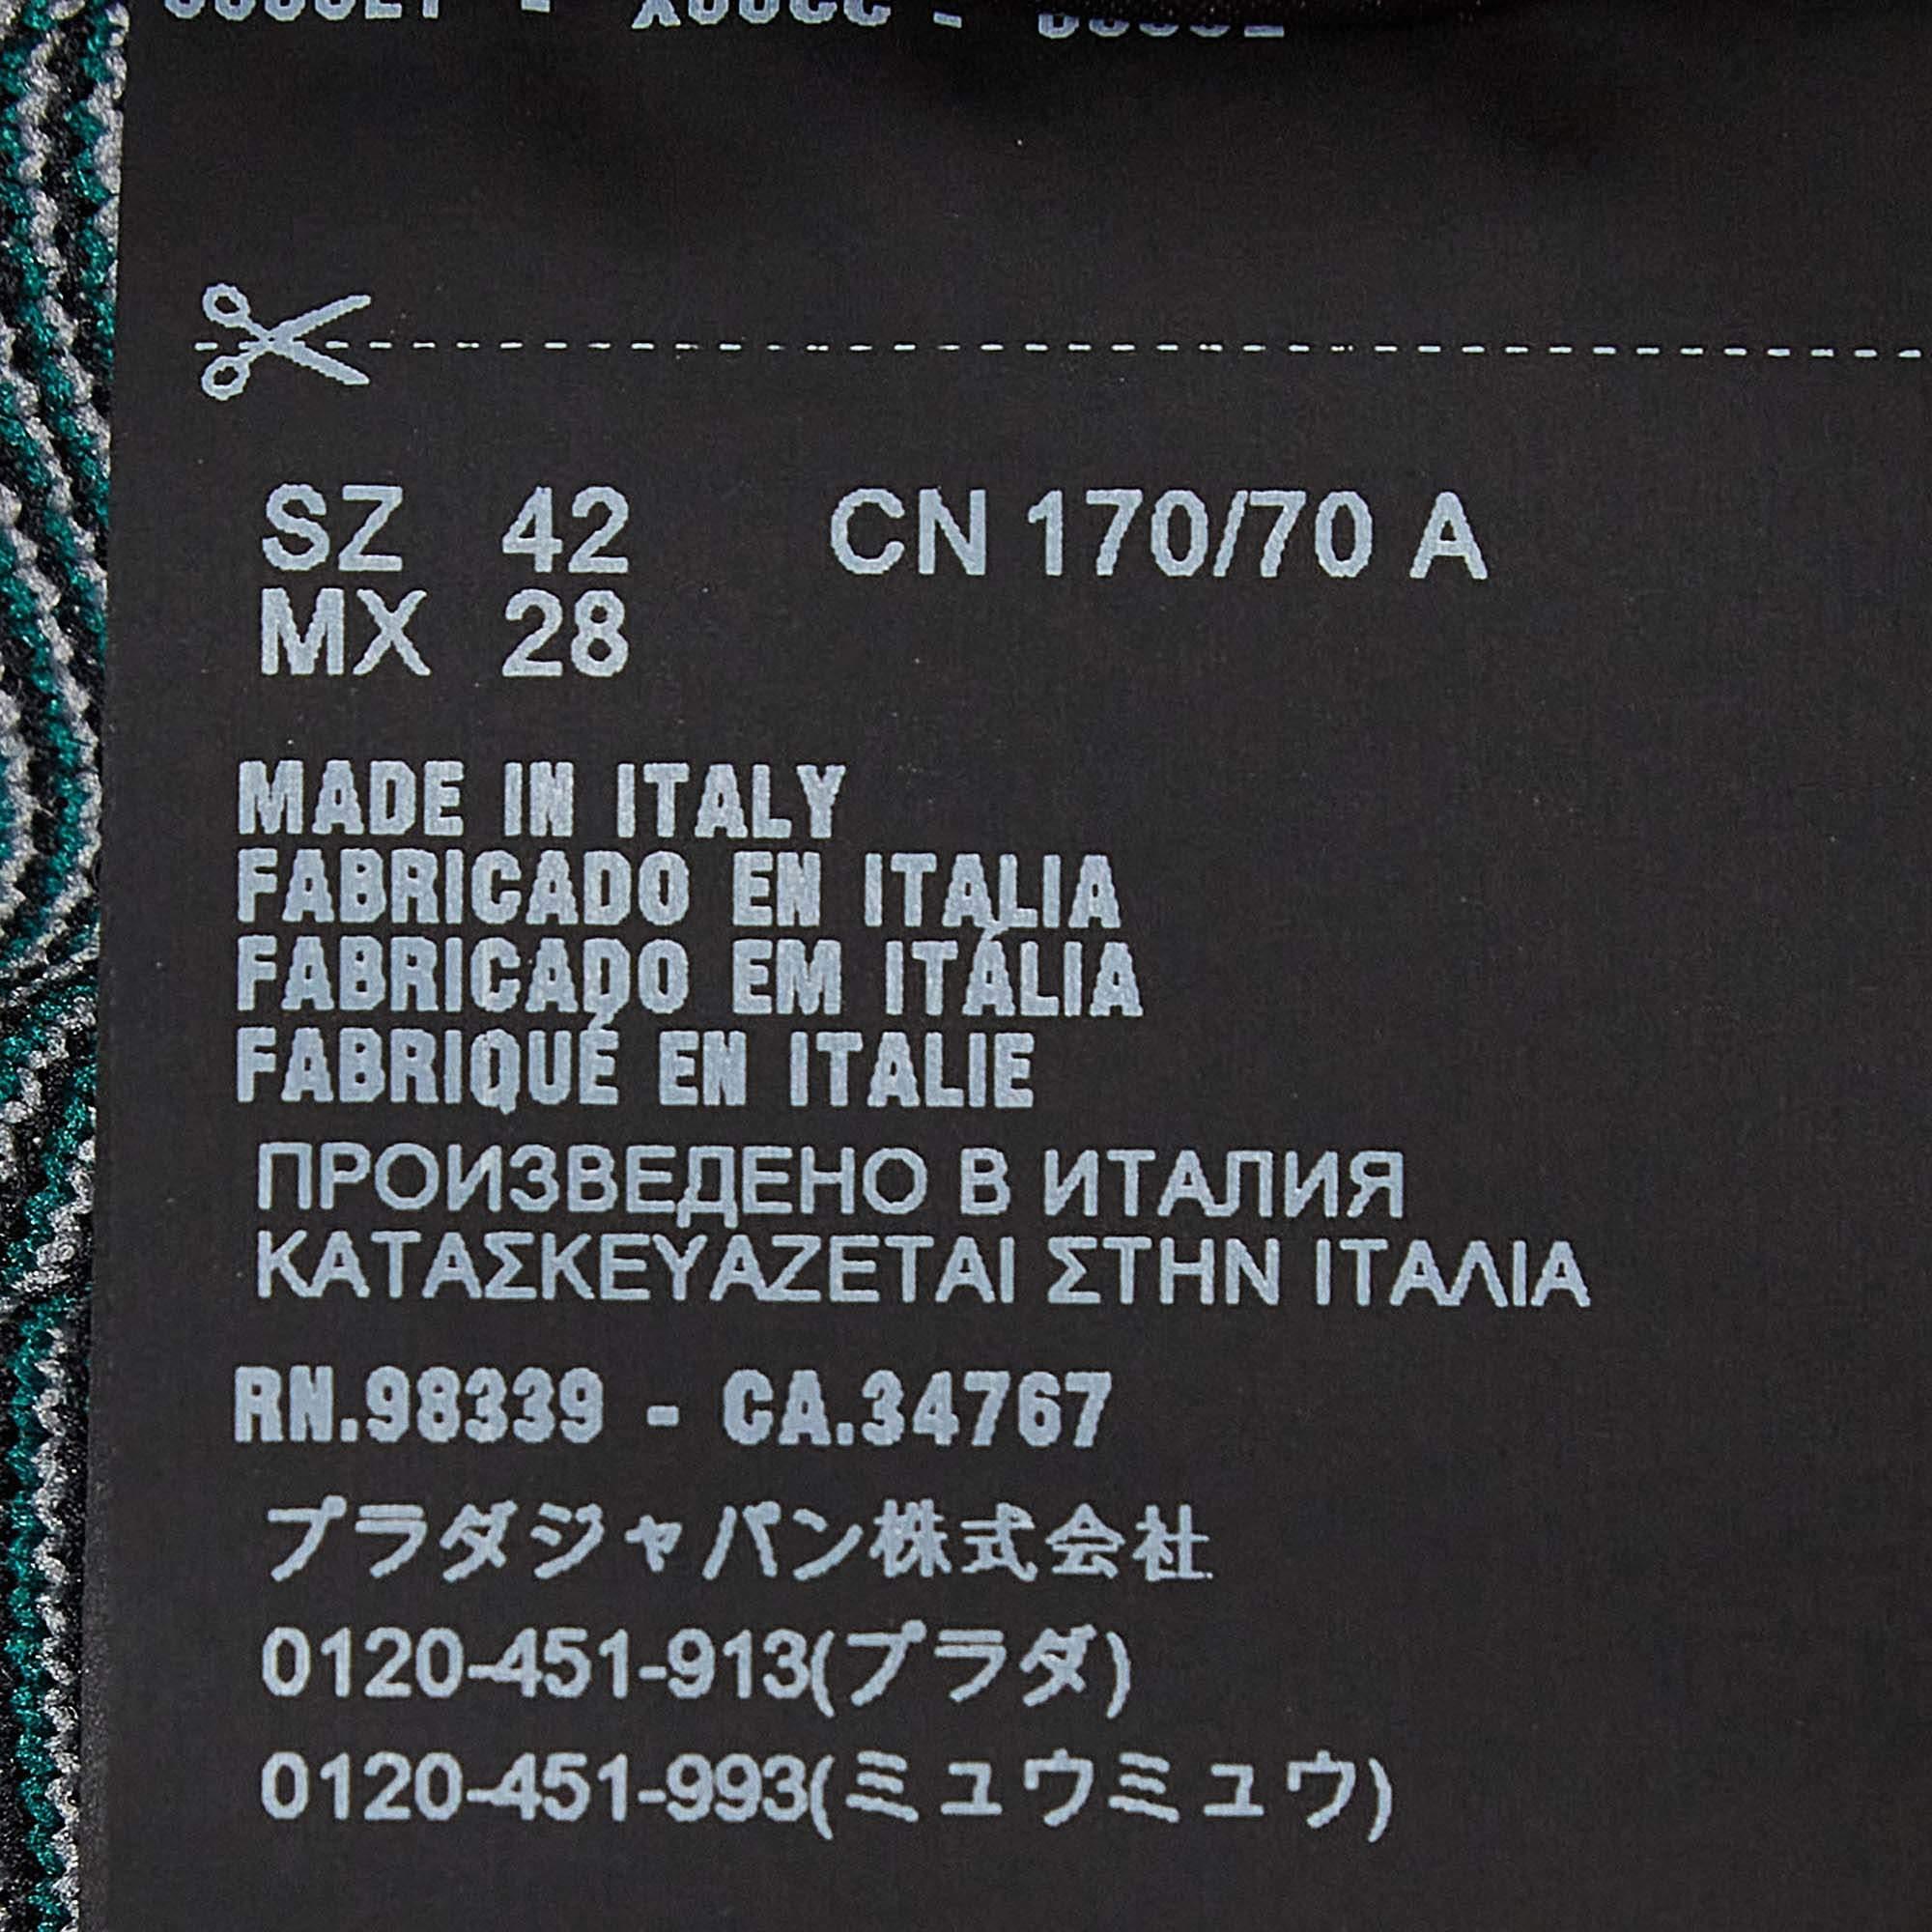 SZ 42 CN 170/70 A
MX 28
MADE IN ITALY
FABRICADO EN ITALIA
FABRICADO EM ITÁLIA
FABRIQUÉ EN ITALIE
ПРОИЗВЕДЕНО В ИТАЛИЯ
ΚΑΤΑΣΚΕΥΑΖΕΤΑΙ ΣΤΗΝ ΙΤΑΛΙΑ
RN.98339 - CA.34767
プラダジャパン株式会社
0120-451-913(プラダ)
0120-451-993(ミュウミュウ)